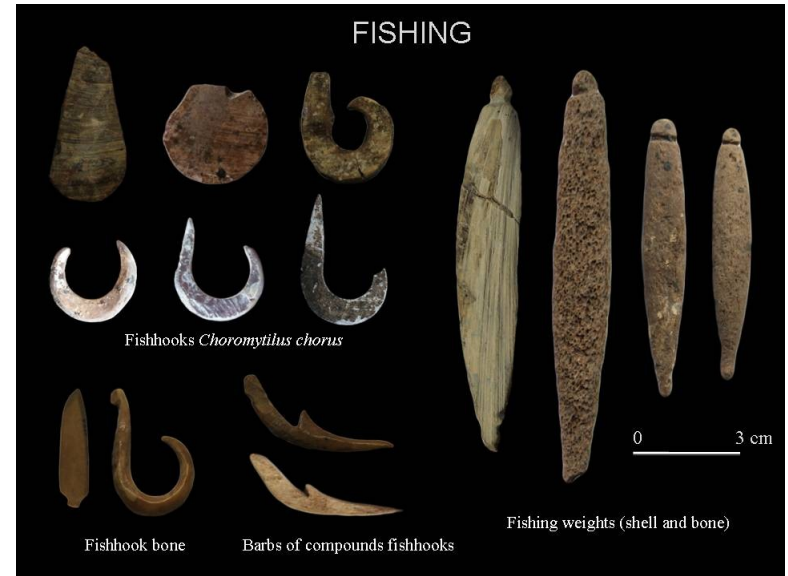 FISHING
Fishhooks Choromytilus chorus
0 3 cm
Fishing weights (shell and bone)
Fishhook bone
Barbs of compounds fishhooks